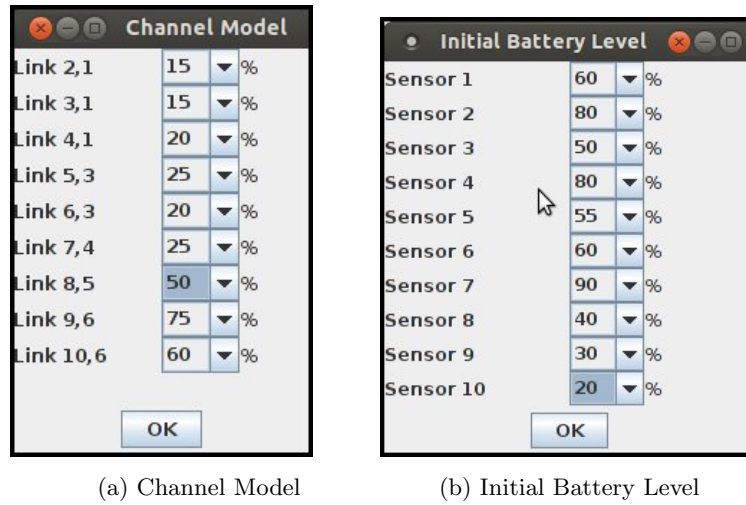 Channel Model
Link 2,1 15 %
Link 3,1 15 %
Link 4,1 20 %
Link 5,3 25 %
Link 6,3 20 %
Link 7,4 25 %
Link 8,5 50 %
Link 9,6 75 %
Link 10,6 60 %
OK
(a) Channel Model
Initial Battery Level
Sensor 1 60 %
Sensor 2 80 %
Sensor 3 50 %
Sensor 4 80 %
Sensor 5 55 %
Sensor 6 60 %
Sensor 7 90 %
Sensor 8 40 %
Sensor 9 30 %
Sensor 10 20 %
OK
(b) Initial Battery Level